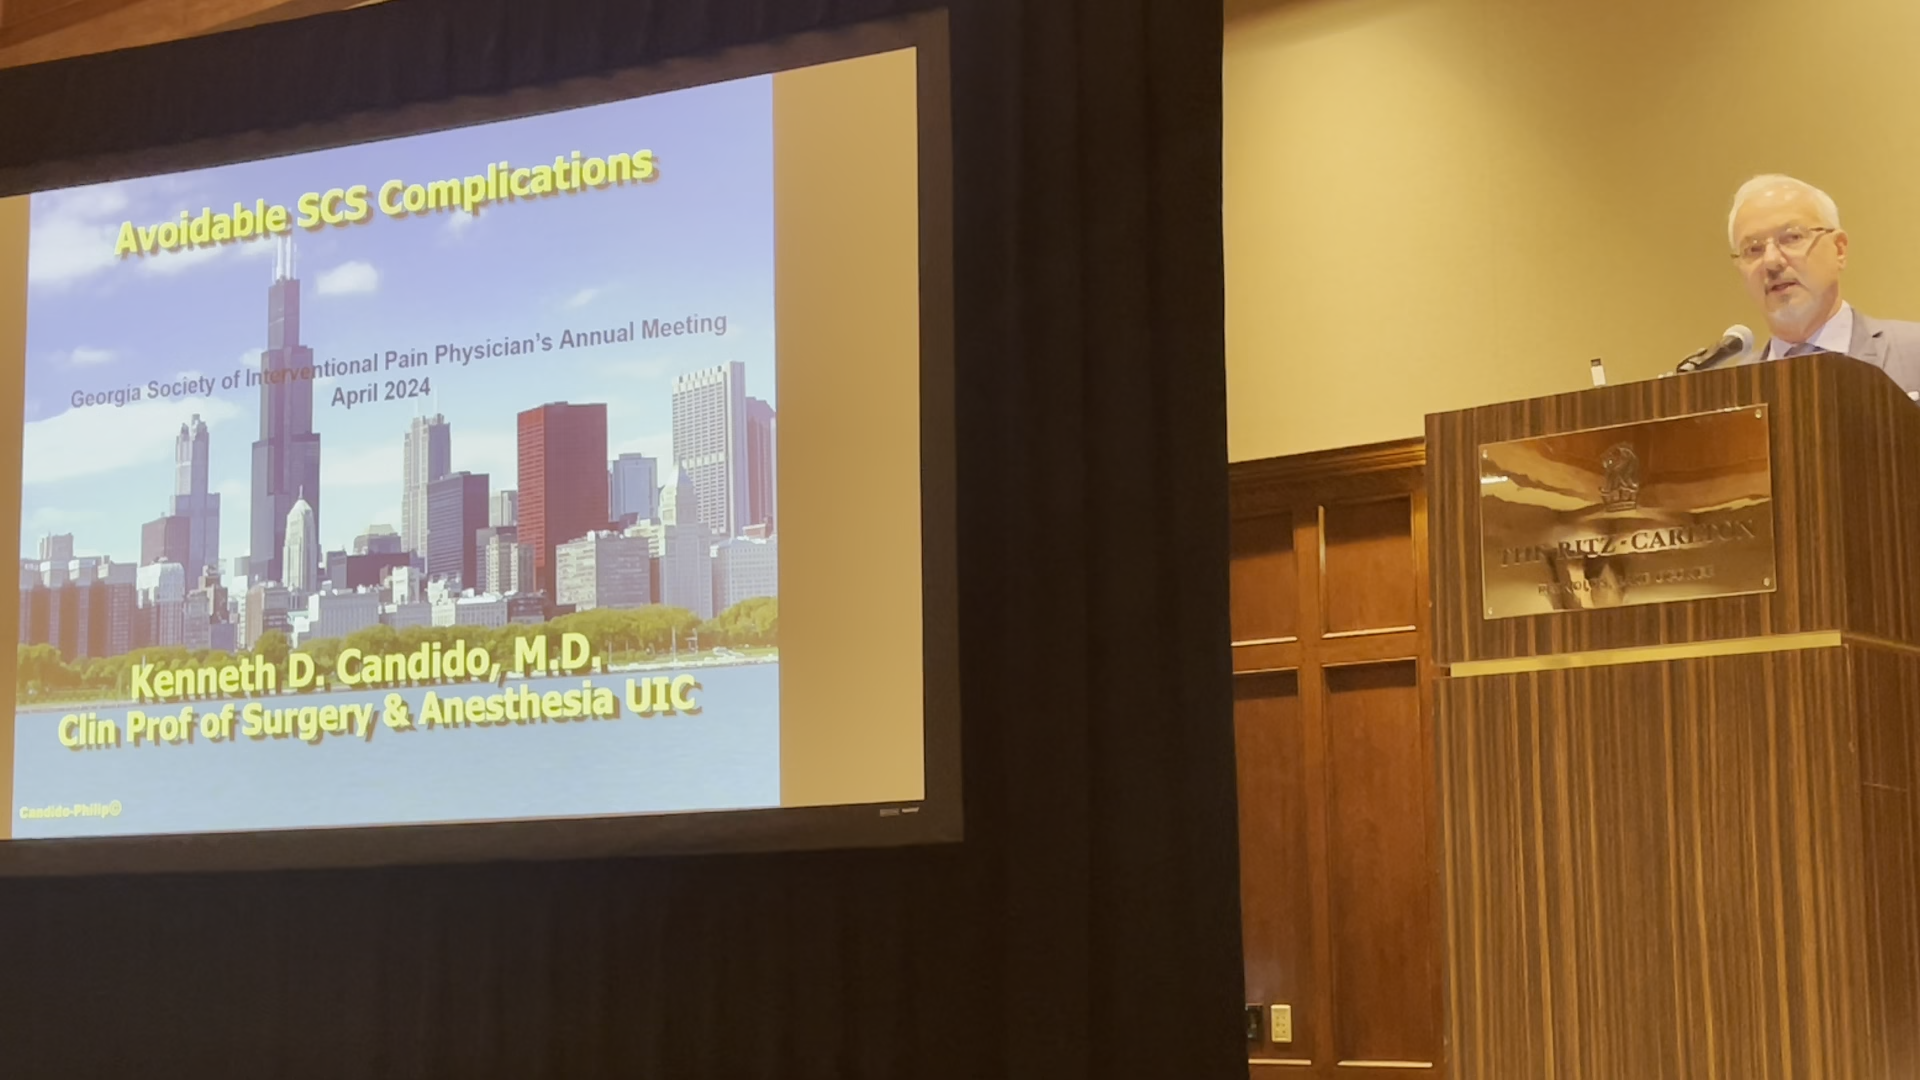 Avoidable SCS Complications
Georgia Society of Interventional Pain Physician's Annual Meeting
April 2024
Kenneth D. Candido, M.D.
Clin Prof of Surgery & Anesthesia UIC
Candido-Philip©
THE RITZ-CARLTON